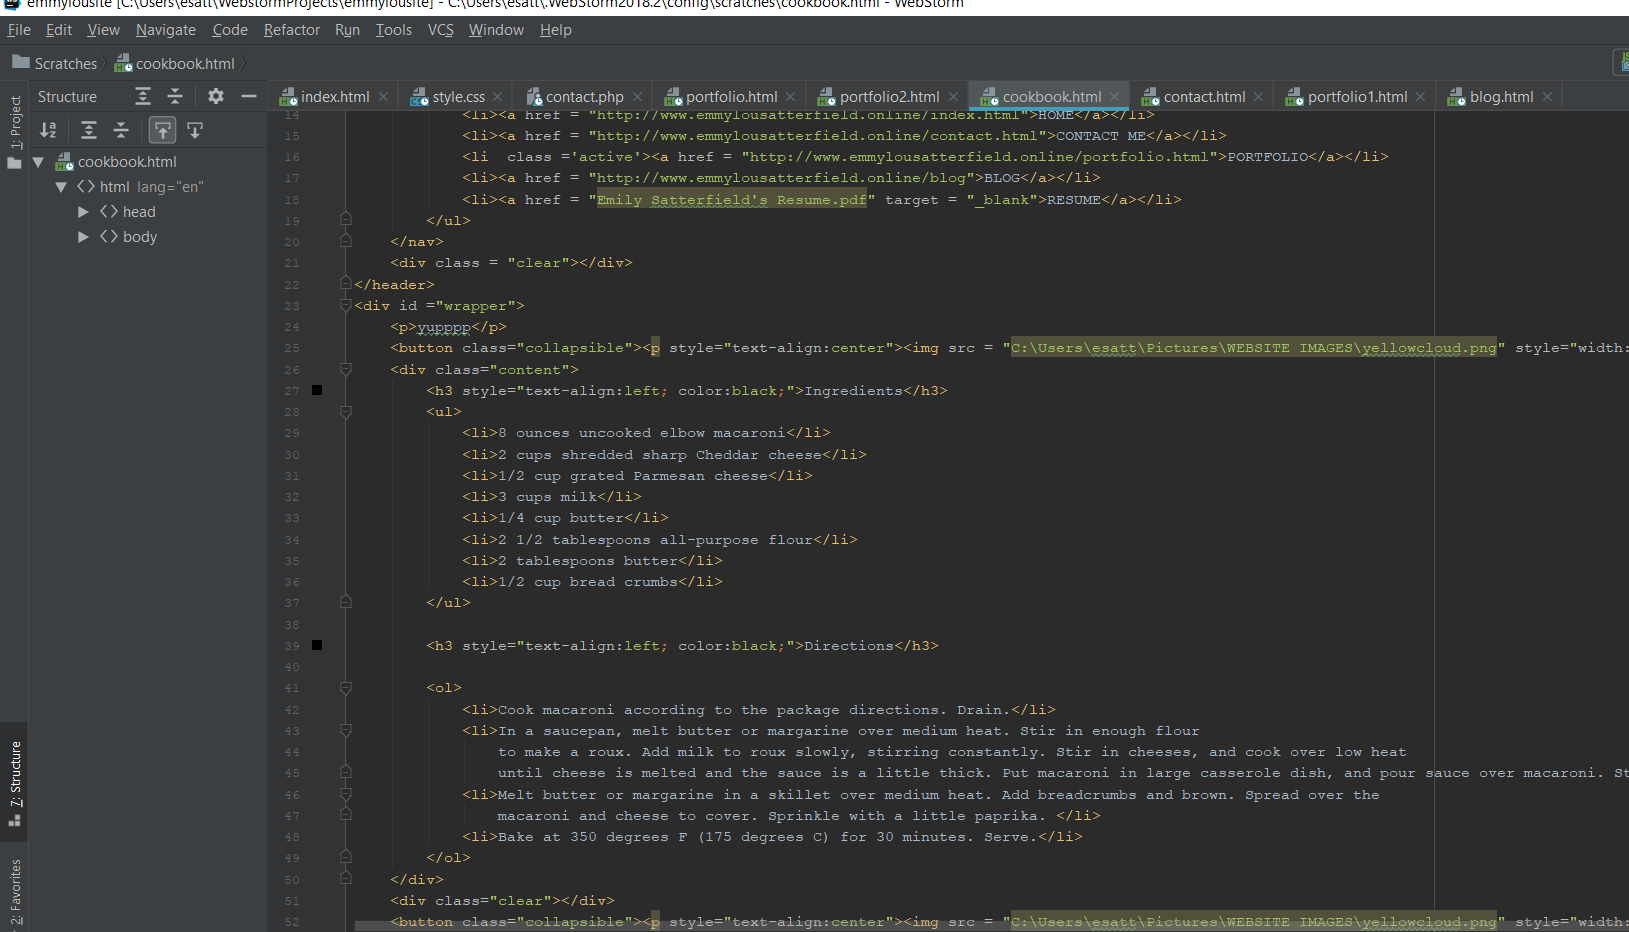 emmylousite [C:\Users\esatt\WebstormProjects\emmylousite] - C:\Users\esatt\.WebStorm2018.2\config\scratches\cookbook.html - WebStorm
File Edit View Navigate Code Refactor Run Tools VCS Window Help
Scratches cookbook.html
Structure
index.html style.css contact.php portfolio.html portfolio2.html cookbook.html contact.html portfolio1.html blog.html
1: Project
cookbook.html
html lang="en"
head
body
7: Structure
2: Favorites
14 <li><a href = "http://www.emmylousatterfield.online/index.html">HOME</a></li>
15 <li><a href = "http://www.emmylousatterfield.online/contact.html">CONTACT ME</a></li>
16 <li  class ='active'><a href = "http://www.emmylousatterfield.online/portfolio.html">PORTFOLIO</a></li>
17 <li><a href = "http://www.emmylousatterfield.online/blog">BLOG</a></li>
18 <li><a href = "Emily Satterfield's Resume.pdf" target = "_blank">RESUME</a></li>
19 </ul>
20 </nav>
21 <div class = "clear"></div>
22 </header>
23 <div id ="wrapper">
24 <p>yupppp</p>
25 <button class="collapsible"><p style="text-align:center"><img src = "C:\Users\esatt\Pictures\WEBSITE IMAGES\yellowcloud.png" style="width:
26 <div class="content">
27 <h3 style="text-align:left; color:black;">Ingredients</h3>
28 <ul>
29 <li>8 ounces uncooked elbow macaroni</li>
30 <li>2 cups shredded sharp Cheddar cheese</li>
31 <li>1/2 cup grated Parmesan cheese</li>
32 <li>3 cups milk</li>
33 <li>1/4 cup butter</li>
34 <li>2 1/2 tablespoons all-purpose flour</li>
35 <li>2 tablespoons butter</li>
36 <li>1/2 cup bread crumbs</li>
37 </ul>
38
39 <h3 style="text-align:left; color:black;">Directions</h3>
40
41 <ol>
42 <li>Cook macaroni according to the package directions. Drain.</li>
43 <li>In a saucepan, melt butter or margarine over medium heat. Stir in enough flour
44 to make a roux. Add milk to roux slowly, stirring constantly. Stir in cheeses, and cook over low heat
45 until cheese is melted and the sauce is a little thick. Put macaroni in large casserole dish, and pour sauce over macaroni. St
46 <li>Melt butter or margarine in a skillet over medium heat. Add breadcrumbs and brown. Spread over the
47 macaroni and cheese to cover. Sprinkle with a little paprika. </li>
48 <li>Bake at 350 degrees F (175 degrees C) for 30 minutes. Serve.</li>
49 </ol>
50 </div>
51 <div class="clear"></div>
52 <button class="collapsible"><p style="text-align:center"><img src = "C:\Users\esatt\Pictures\WEBSITE IMAGES\yellowcloud.png" style="width: